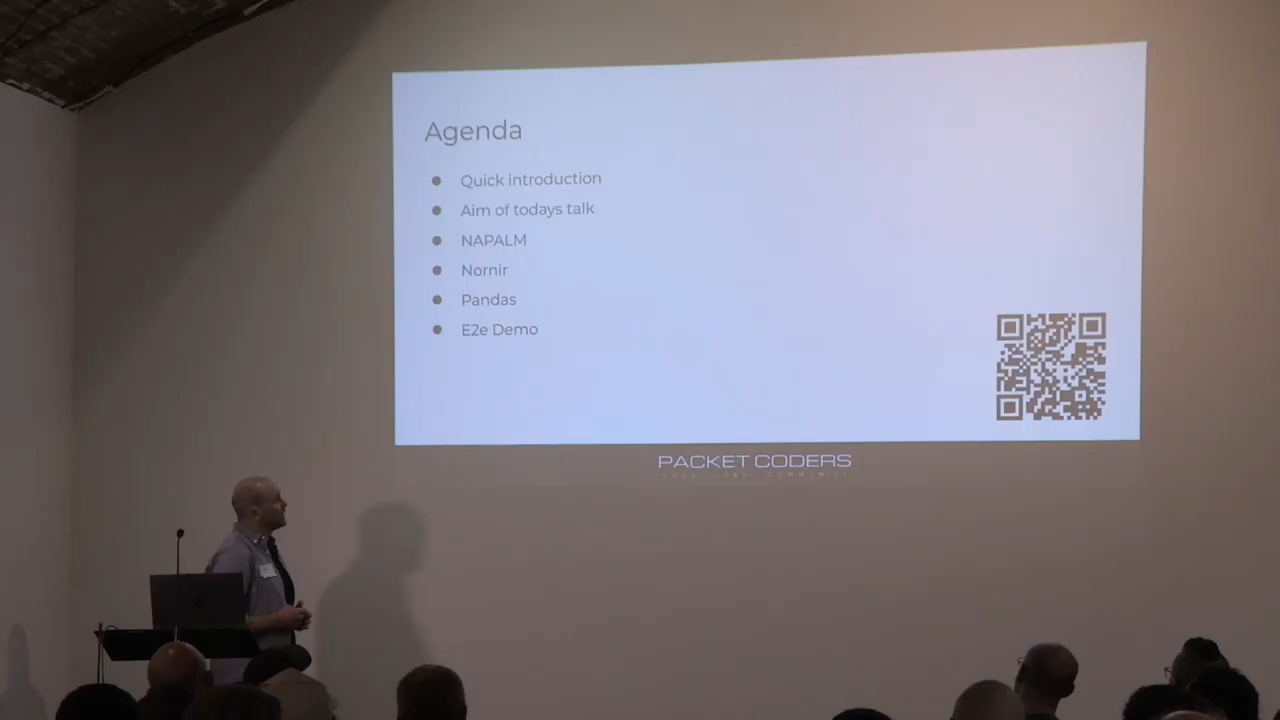 Agenda
● Quick introduction
● Aim of todays talk
● NAPALM
● Nornir
● Pandas
● E2e Demo
PACKET CODERS